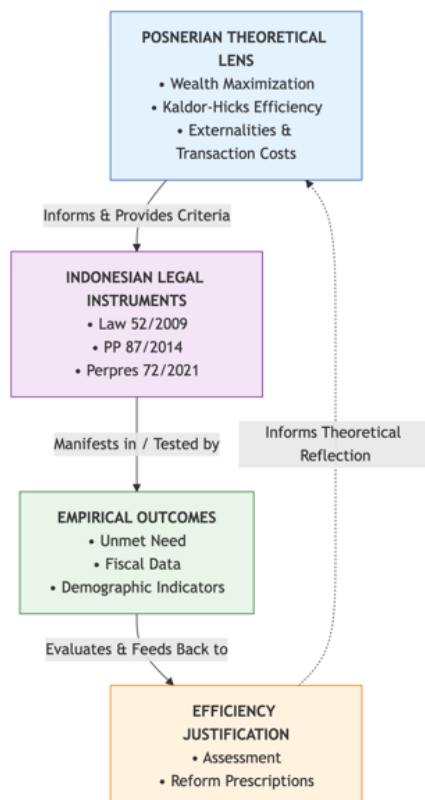 POSNERIAN THEORETICAL
LENS
• Wealth Maximization
• Kaldor-Hicks Efficiency
• Externalities &
Transaction Costs
Informs & Provides Criteria
INDONESIAN LEGAL
INSTRUMENTS
• Law 52/2009
• PP 87/2014
• Perpres 72/2021
Manifests in / Tested by
Informs Theoretical
Reflection
EMPIRICAL OUTCOMES
• Unmet Need
• Fiscal Data
• Demographic Indicators
Evaluates & Feeds Back to
EFFICIENCY
JUSTIFICATION
• Assessment
• Reform Prescriptions